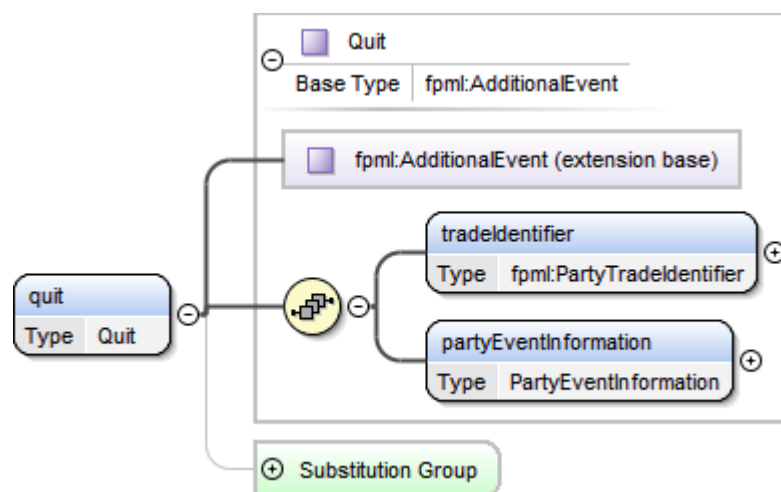 Quit
Base Type fpml:AdditionalEvent
fpml:AdditionalEvent (extension base)
tradeIdentifier
Type fpml:PartyTradeIdentifier
quit
Type Quit
partyEventInformation
Type PartyEventInformation
Substitution Group